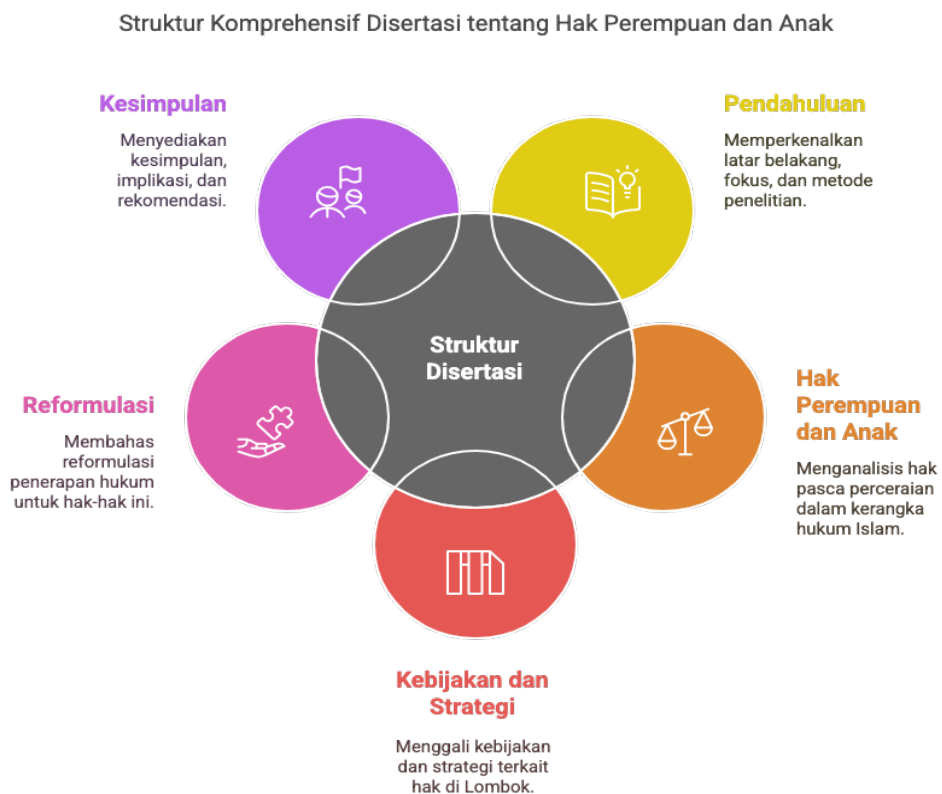 Struktur Komprehensif Disertasi tentang Hak Perempuan dan Anak
Kesimpulan
Menyediakan
kesimpulan,
implikasi, dan
rekomendasi.
Pendahuluan
Memperkenalkan
latar belakang,
fokus, dan metode
penelitian.
Struktur
Disertasi
Reformulasi
Membahas
reformulasi
penerapan hukum
untuk hak-hak ini.
Hak
Perempuan
dan Anak
Menganalisis hak
pasca perceraian
dalam kerangka
hukum Islam.
Kebijakan dan
Strategi
Menggali kebijakan
dan strategi terkait
hak di Lombok.